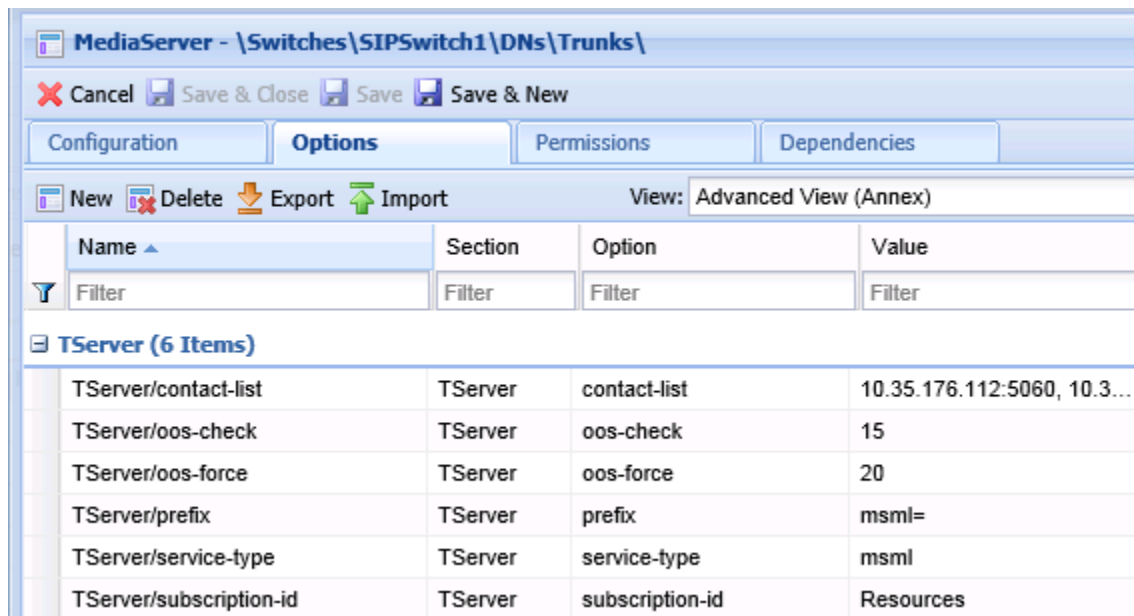 MediaServer - \Switches\SIPSwitch1\DNs\Trunks\
Cancel Save & Close Save Save & New
Configuration Options Permissions Dependencies
New Delete Export Import View: Advanced View (Annex)
Name Section Option Value
Filter Filter Filter Filter
TServer (6 Items)
TServer/contact-list TServer contact-list 10.35.176.112:5060, 10.3...
TServer/oos-check TServer oos-check 15
TServer/oos-force TServer oos-force 20
TServer/prefix TServer prefix msml=
TServer/service-type TServer service-type msml
TServer/subscription-id TServer subscription-id Resources